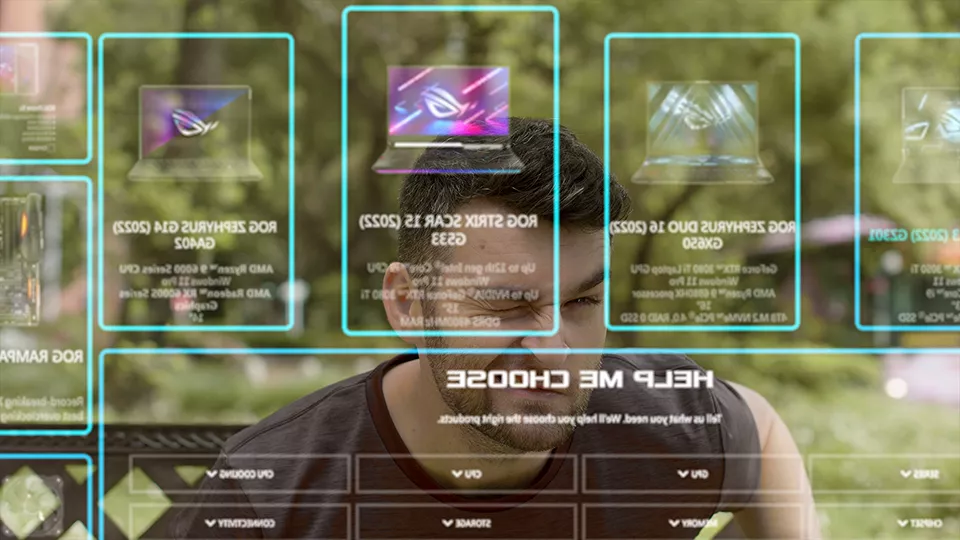 ROG ZEPHYRUS G14 (2022)
GA402
AMD Ryzen™ 9 6000 Series CPU
Windows 11 Pro
AMD Radeon™ RX 6000S Series
Graphics
14"
ROG STRIX SCAR 15 (2022)
G533
Up to 12th gen Intel® Core™ CPU
Windows 11 Pro
Up to NVIDIA® GeForce RTX™ 3080 Ti
15"
DDR5 4800MHz RAM
ROG ZEPHYRUS DUO 16 (2022)
GX650
GeForce RTX™ 3080 Ti Laptop GPU
Windows 11 Pro
AMD Ryzen™ 9 6980HX processor
16"
4TB M.2 NVMe™ PCIe® 4.0, RAID 0 SSD
3 (2022) GZ301
ROG RAMPA
Record-breaking
best overclocking
HELP ME CHOOSE
Tell us what you need. We'll help you choose the right products.
SERIES
GPU
CPU
CPU COOLING
CHIPSET
MEMORY
STORAGE
CONNECTIVITY